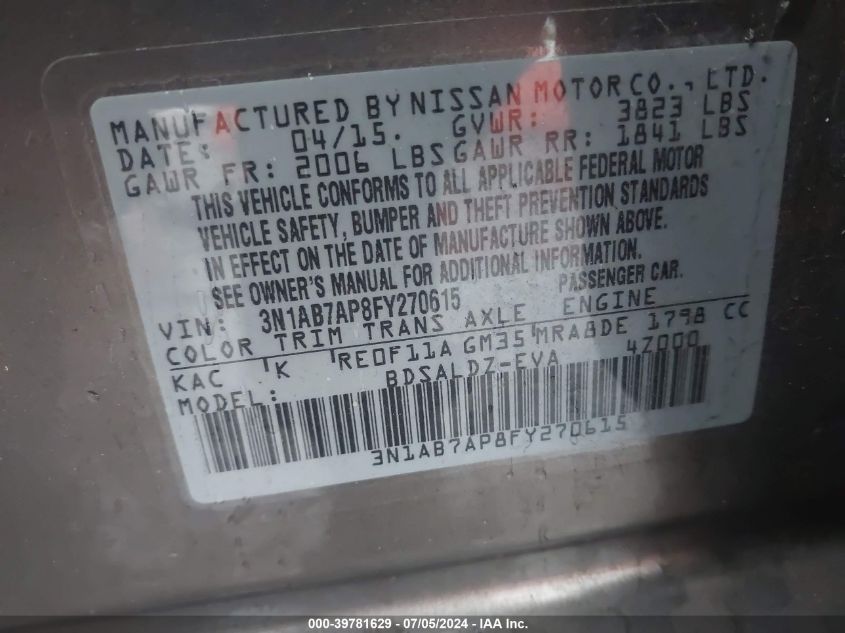 MANUFACTURED BY NISSAN MOTOR CO., LTD.
DATE: 04/15. GVWR: 3823 LBS
GAWR FR: 2006 LBS GAWR RR: 1841 LBS
THIS VEHICLE CONFORMS TO ALL APPLICABLE FEDERAL MOTOR
VEHICLE SAFETY, BUMPER AND THEFT PREVENTION STANDARDS
IN EFFECT ON THE DATE OF MANUFACTURE SHOWN ABOVE.
SEE OWNER'S MANUAL FOR ADDITIONAL INFORMATION.
VIN: 3N1AB7AP8FY270615 PASSENGER CAR.
COLOR TRIM TRANS AXLE ENGINE
KAC K RE0F11A GM35 MRA8DE 1798 CC
MODEL: BDSALDZ-EVA 4Z000
3N1AB7AP8FY270615
000-39781629 / 07/05/2024 - IAA Inc.